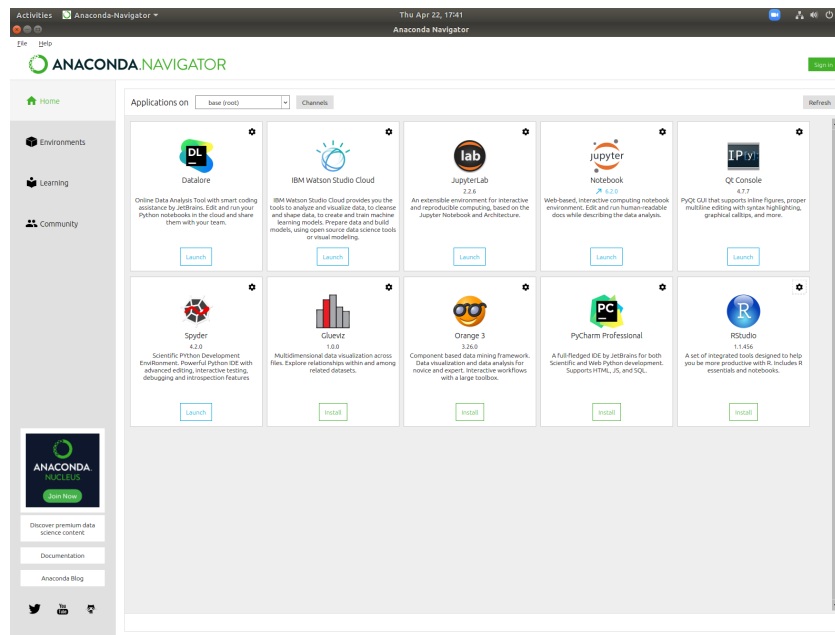 Activities Anaconda-Navigator
Thu Apr 22, 17:41
Anaconda Navigator
File Help
ANACONDA.NAVIGATOR
Sign in
Home
Environments
Learning
Community
Applications on base (root) Channels
Refresh
DL
Datalore
Online Data Analysis Tool with smart coding
assistance by JetBrains. Edit and run your
Python notebooks in the cloud and share
them with your team.
Launch
IBM Watson Studio Cloud
IBM Watson Studio Cloud provides you the
tools to analyze and visualize data, to cleanse
and shape data, to create and train machine
learning models. Prepare data and build
models, using open source data science tools
or visual modeling.
Launch
lab
JupyterLab
2.2.6
An extensible environment for interactive
and reproducible computing, based on the
Jupyter Notebook and Architecture.
Launch
jupyter
Notebook
6.2.0
Web-based, interactive computing notebook
environment. Edit and run human-readable
docs while describing the data analysis.
Launch
IP[y]:
Qt Console
4.7.7
PyQt GUI that supports inline figures, proper
multiline editing with syntax highlighting,
graphical calltips, and more.
Launch
Spyder
4.2.0
Scientific PYthon Development
EnviRonment. Powerful Python IDE with
advanced editing, interactive testing,
debugging and introspection features
Launch
Glueviz
1.0.0
Multidimensional data visualization across
files. Explore relationships within and among
related datasets.
Install
Orange 3
3.26.0
Component based data mining framework.
Data visualization and data analysis for
novice and expert. Interactive workflows
with a large toolbox.
Install
PC
PyCharm Professional
A full-fledged IDE by JetBrains for both
Scientific and Web Python development.
Supports HTML, JS, and SQL.
Install
R
RStudio
1.1.456
A set of integrated tools designed to help
you be more productive with R. Includes R
essentials and notebooks.
Install
ANACONDA.
NUCLEUS
Join Now
Discover premium data
science content
Documentation
Anaconda Blog
You
Tube